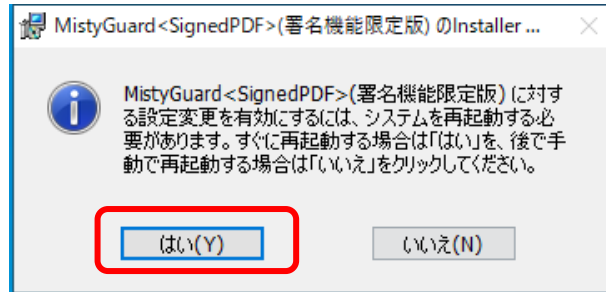 MistyGuard<SignedPDF>(署名機能限定版) のInstaller ...
MistyGuard<SignedPDF>(署名機能限定版) に対す
る設定変更を有効にするには、システムを再起動する必
要があります。すぐに再起動する場合は「はい」を、後で手
動で再起動する場合は「いいえ」をクリックしてください。
はい(Y)
いいえ(N)